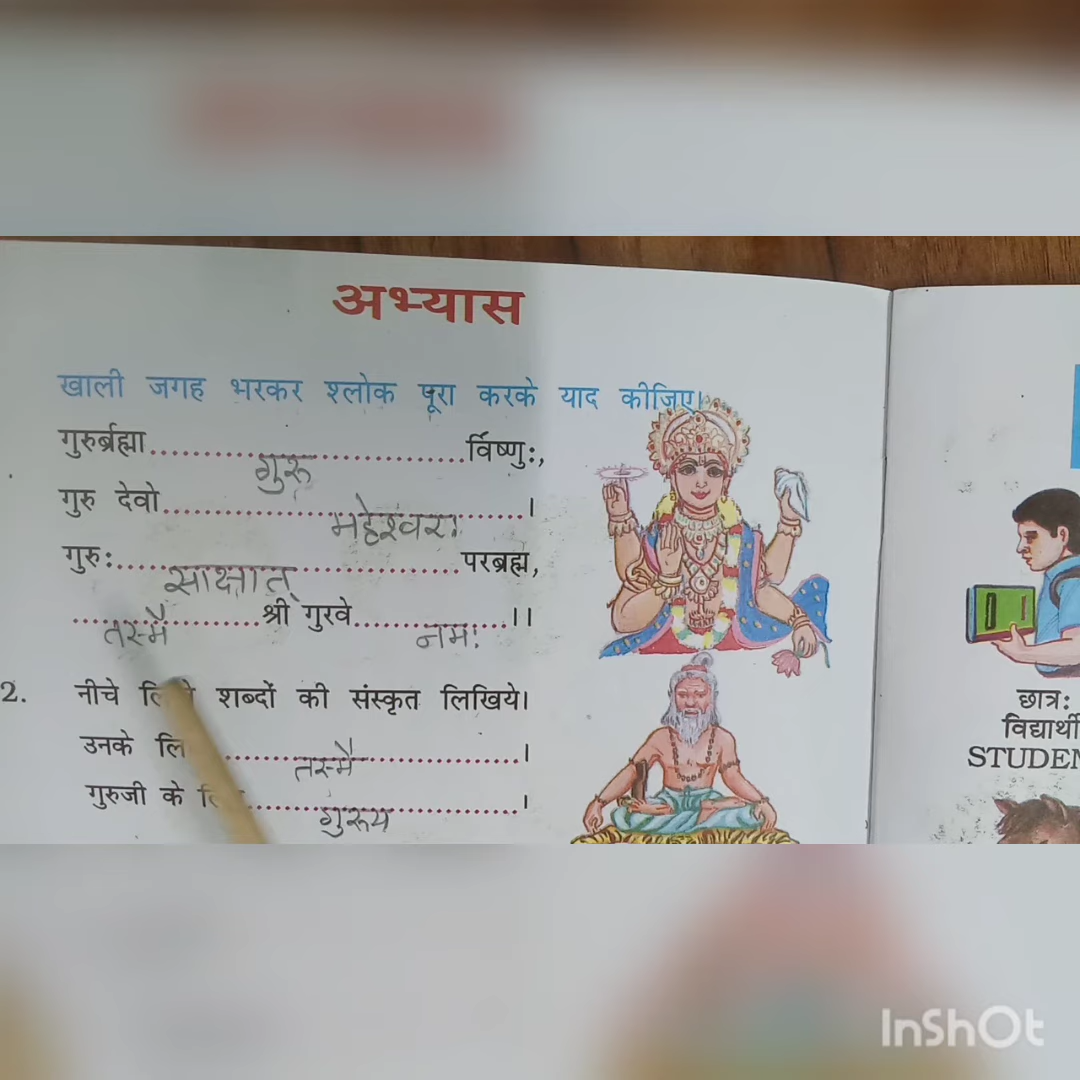 अभ्यास
खाली जगह भरकर श्लोक पूरा करके याद कीजिए।
गुरुर्ब्रह्मा.......... गुरू ..........र्विष्णुः,
गुरु देवो.......... महेश्वरः ..........।
गुरुः.......... साक्षात् ..........परब्रह्म,
.......... तस्मै ..........श्री गुरवे.......... नमः ..........।।
2. नीचे शब्दों की संस्कृत लिखिये।
उनके लि.......... तस्मै ..........।
गुरुजी के .......... गुरूय ..........।
छात्रः
विद्यार्थी
STUDEN
InShOt